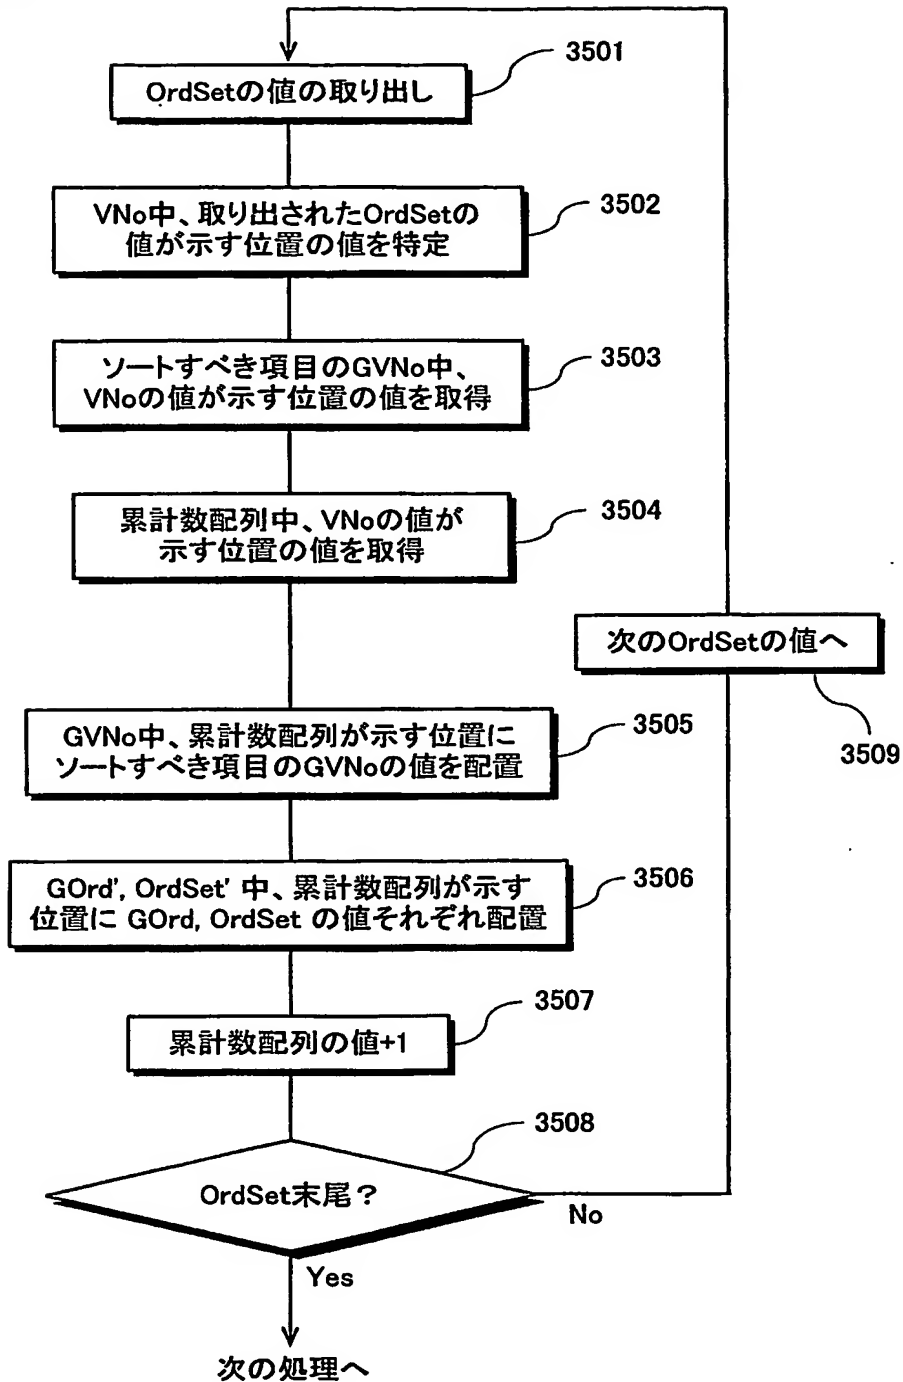 OrdSetの値の取り出し
3501
VNo中、取り出されたOrdSetの
値が示す位置の値を特定
3502
ソートすべき項目のGVNo中、
VNoの値が示す位置の値を取得
3503
累計数配列中、VNoの値が
示す位置の値を取得
3504
次のOrdSetの値へ
3509
GVNo中、累計数配列が示す位置に
ソートすべき項目のGVNoの値を配置
3505
GOrd', OrdSet' 中、累計数配列が示す
位置に GOrd, OrdSet の値それぞれ配置
3506
累計数配列の値+1
3507
OrdSet末尾？
3508
No
Yes
次の処理へ